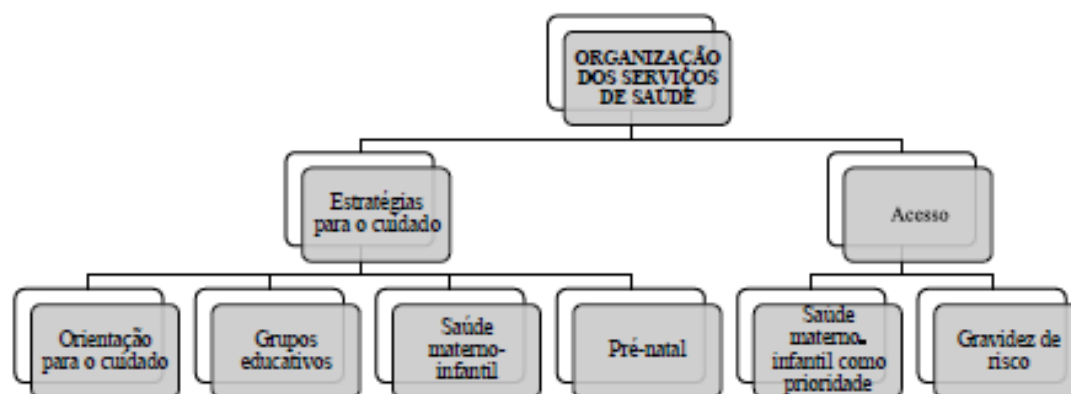 ORGANIZAÇÃO
DOS SERVIÇOS
DE SAÚDE
Estratégias
para o cuidado
Acesso
Orientação
para o cuidado
Grupos
educativos
Saúde
materno-
infantil
Pré-natal
Saúde
materno-
infantil como
prioridade
Gravidez de
risco